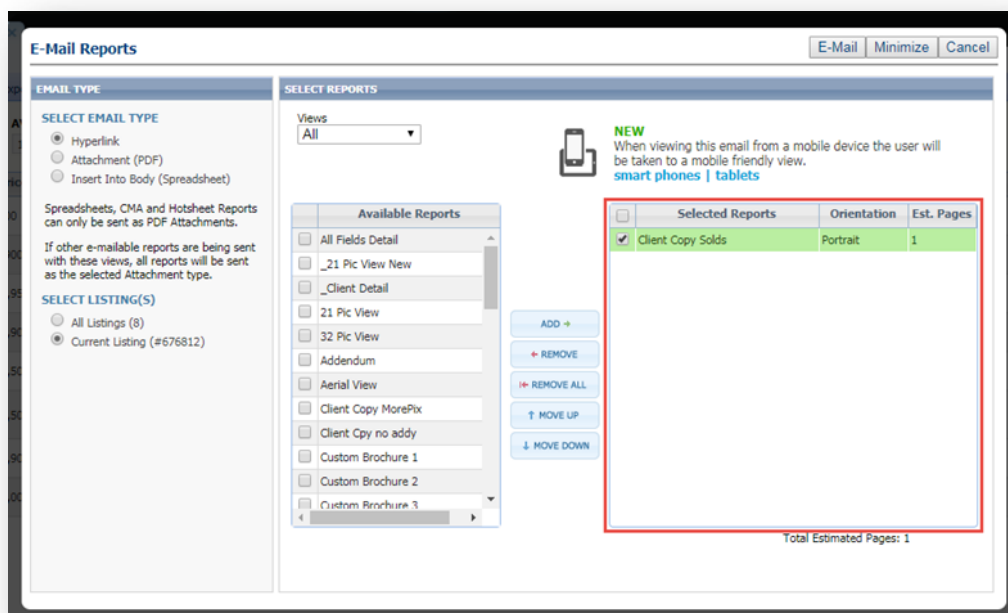 E-Mail Reports
E-Mail
Minimize
Cancel
EMAIL TYPE
SELECT EMAIL TYPE
Hyperlink
Attachment (PDF)
Insert Into Body (Spreadsheet)
Spreadsheets, CMA and Hotsheet Reports
can only be sent as PDF Attachments.
If other e-mailable reports are being sent
with these views, all reports will be sent
as the selected Attachment type.
SELECT LISTING(S)
All Listings (8)
Current Listing (#676812)
SELECT REPORTS
Views
All
NEW
When viewing this email from a mobile device the user will
be taken to a mobile friendly view.
smart phones | tablets
Available Reports
All Fields Detail
_21 Pic View New
_Client Detail
21 Pic View
32 Pic View
Addendum
Aerial View
Client Copy MorePix
Client Cpy no addy
Custom Brochure 1
Custom Brochure 2
Custom Brochure 3
ADD
REMOVE
REMOVE ALL
MOVE UP
MOVE DOWN
Selected Reports Orientation Est. Pages
Client Copy Solds Portrait 1
Total Estimated Pages: 1